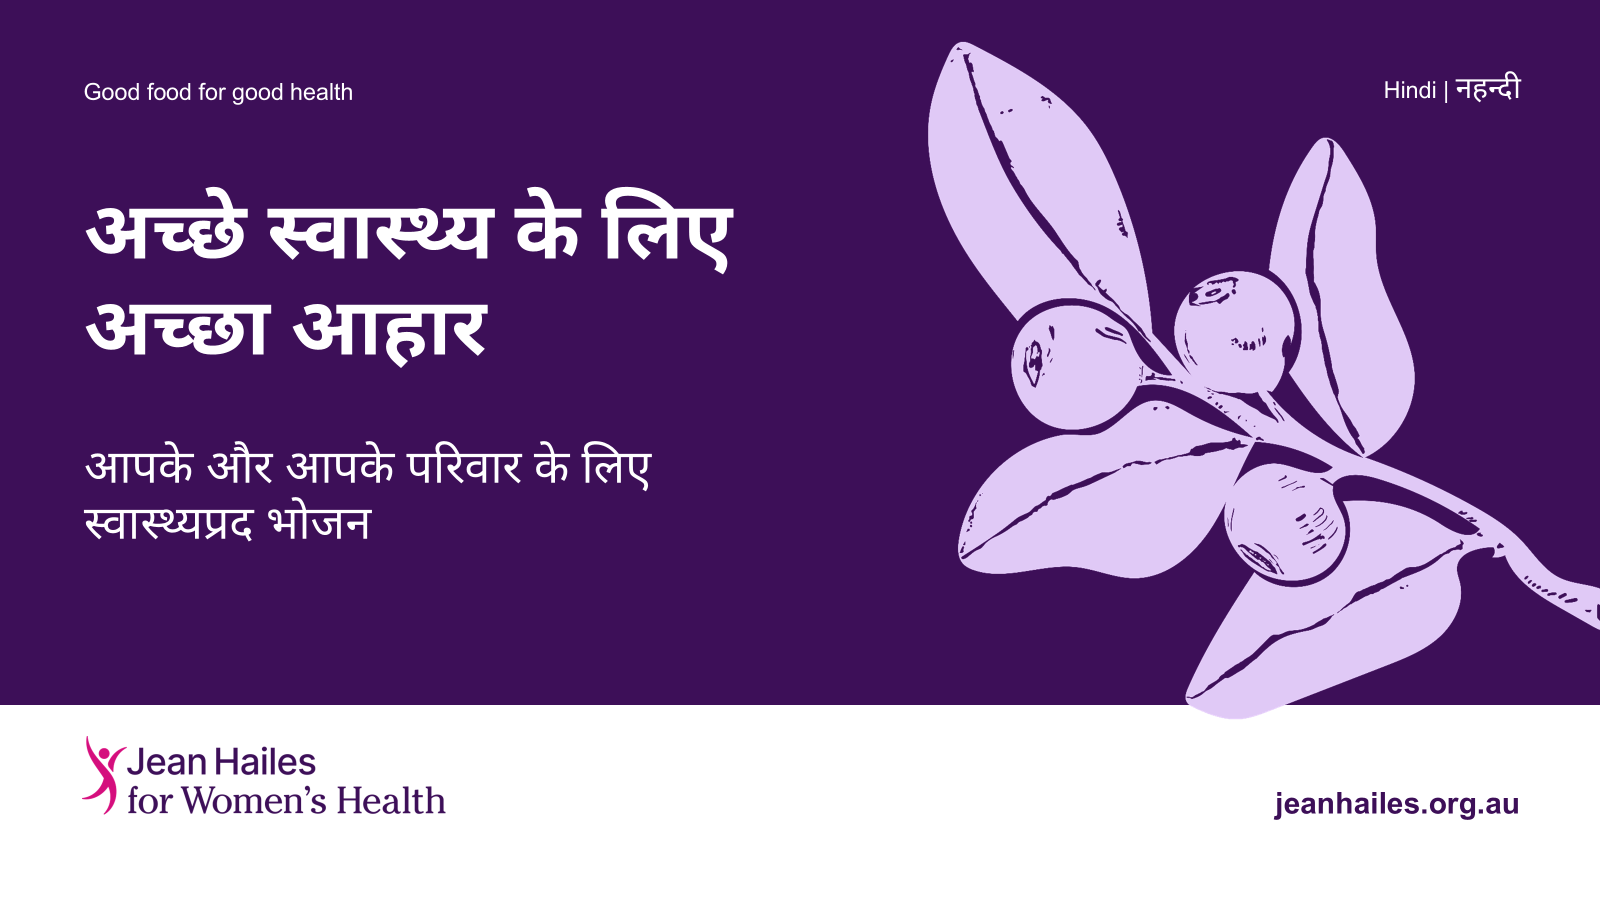 Good food for good health
Hindi | नहन्दी
अच्छे स्वास्थ्य के लिए
अच्छा आहार
आपके और आपके परिवार के लिए
स्वास्थ्यप्रद भोजन
Jean Hailes
for Women's Health
jeanhailes.org.au